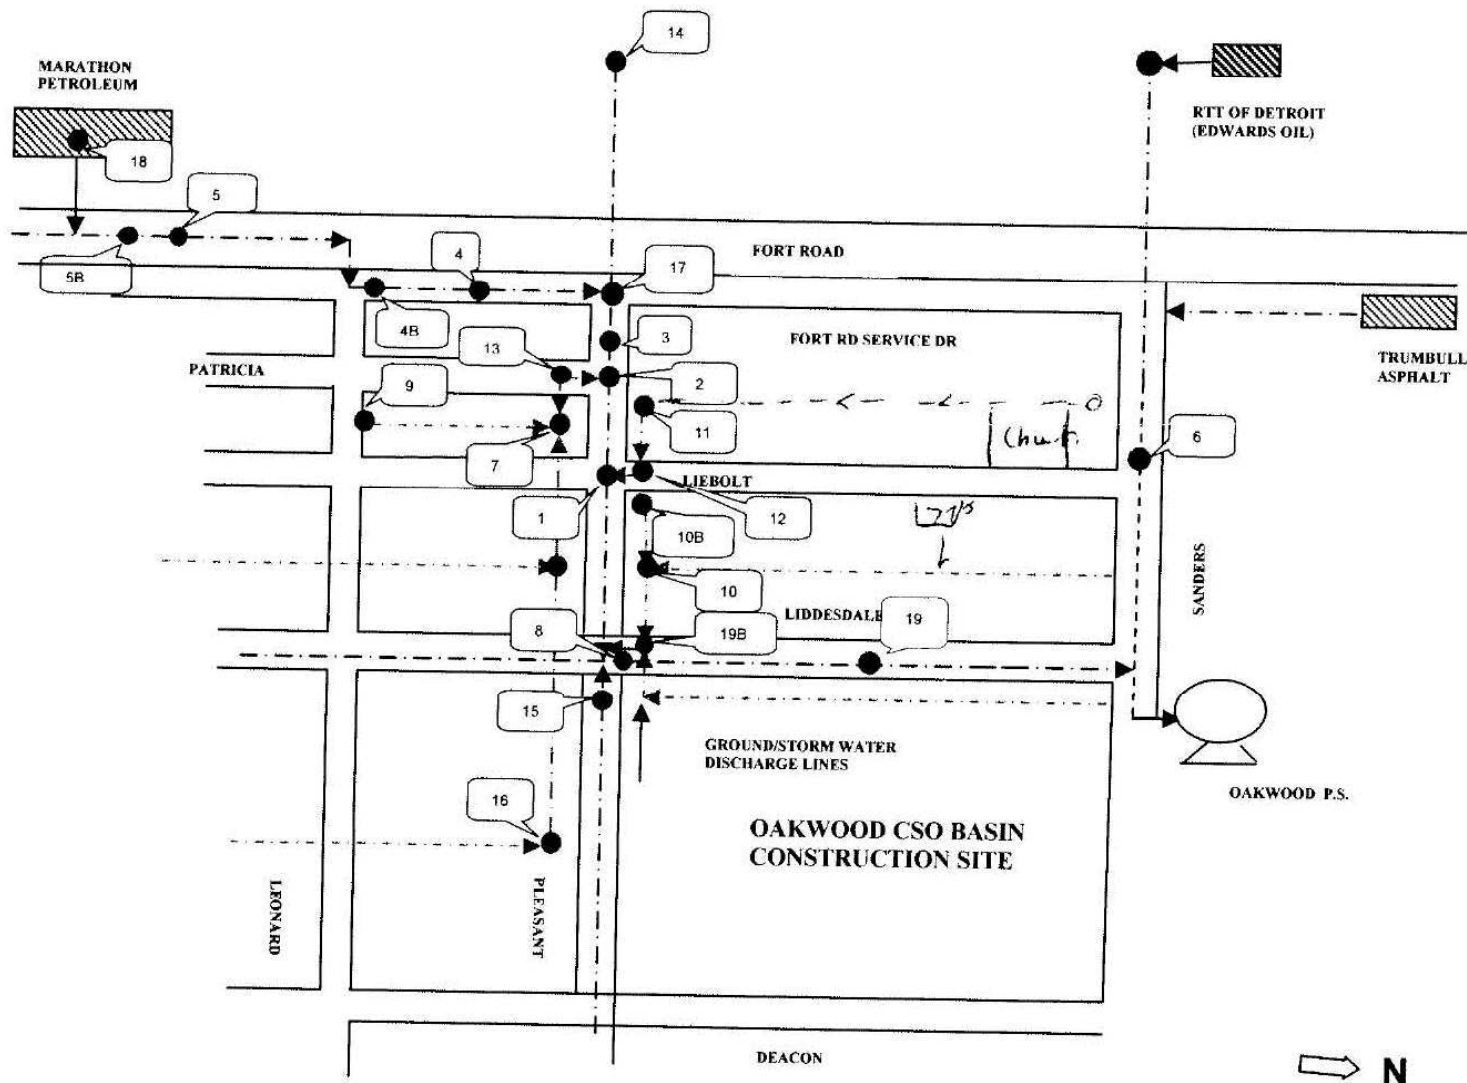 14
MARATHON
PETROLEUM
18
5
RTT OF DETROIT
(EDWARDS OIL)
5B
4
17
FORT ROAD
4B
3
FORT RD SERVICE DR
TRUMBULL
ASPHALT
PATRICIA
13
9
2
11
6
7
LIEBOLT
1
12
10B
SANDERS
10
LIDDESDALE
8
19B
19
15
GROUND/STORM WATER
DISCHARGE LINES
OAKWOOD P.S.
16
OAKWOOD CSO BASIN
CONSTRUCTION SITE
LEONARD
PLEASANT
DEACON
N